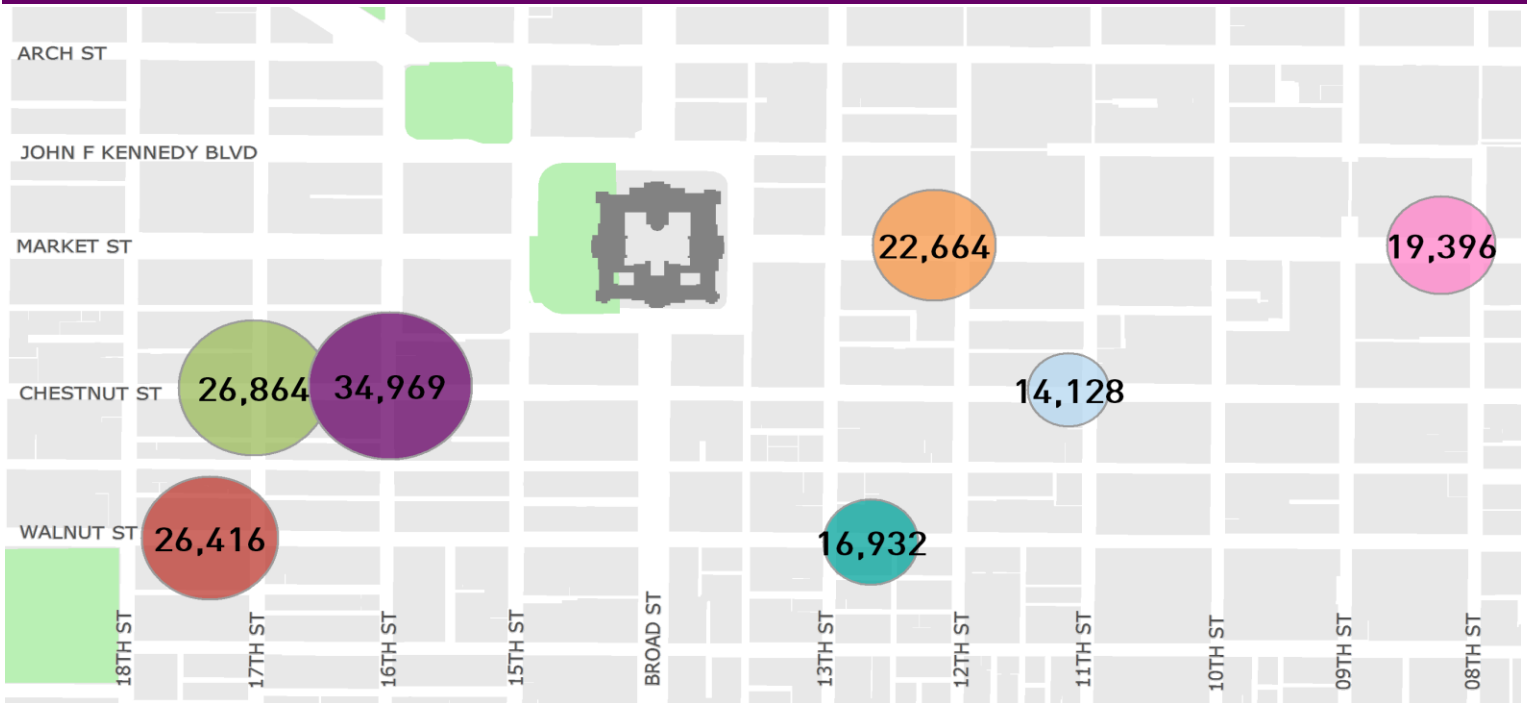 ARCH ST
JOHN F KENNEDY BLVD
MARKET ST
22,664
19,396
CHESTNUT ST
26,864
34,969
14,128
WALNUT ST
26,416
16,932
18TH ST
17TH ST
16TH ST
15TH ST
BROAD ST
13TH ST
12TH ST
11TH ST
10TH ST
09TH ST
08TH ST